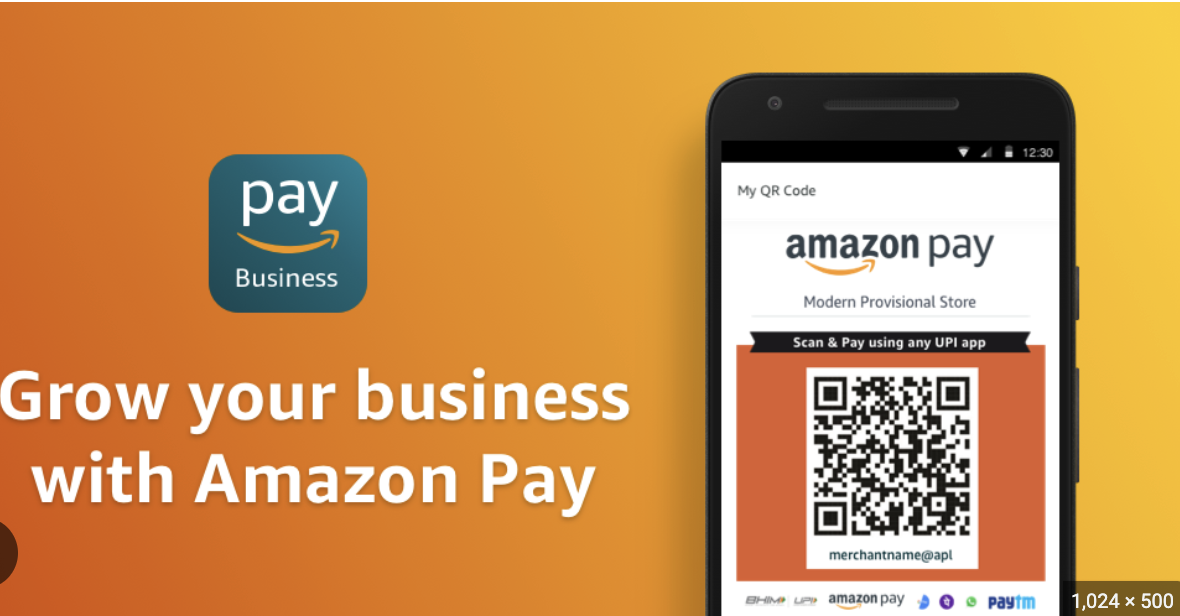 pay
Business
Grow your business
with Amazon Pay
12:30
My QR Code
amazon pay
Modern Provisional Store
Scan & Pay using any UPI app
merchantname@apl
BHIM UPI amazon pay paytm
1,024 × 500